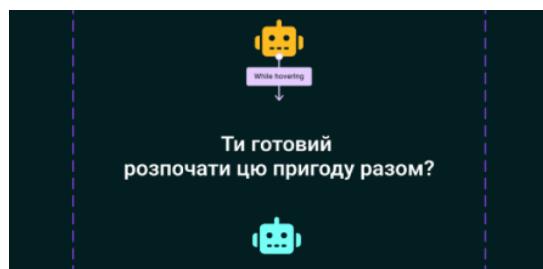 While hovering
Ти готовий
розпочати цю пригоду разом?